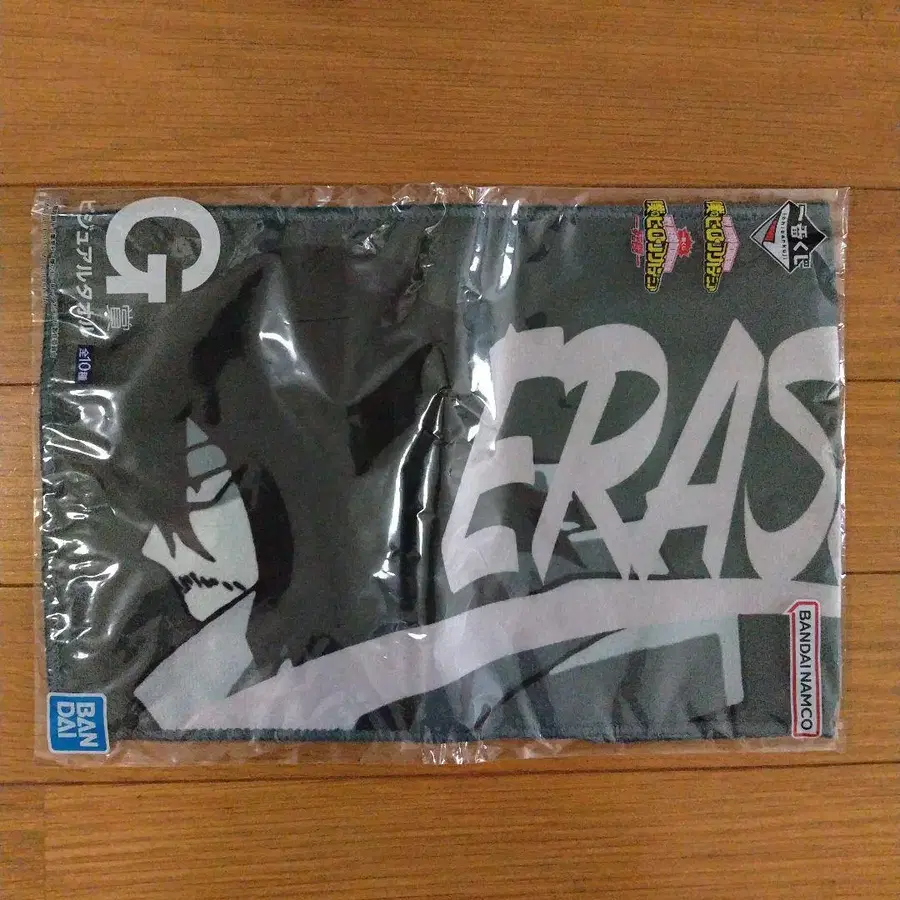 G賞
ビジュアルタオル
全10種
一番くじ
僕のヒーローアカデミア
僕のヒーローアカデミア
ERAS
BANDAI NAMCO
BAN
DAI